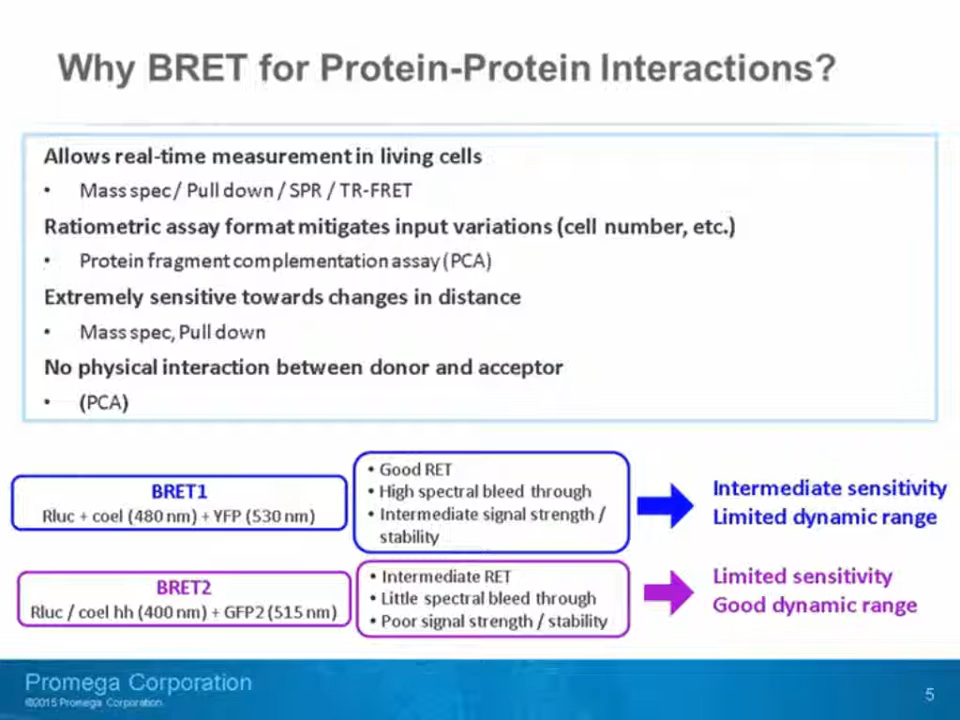 Why BRET for Protein-Protein Interactions?
Allows real-time measurement in living cells
• Mass spec / Pull down / SPR / TR-FRET
Ratiometric assay format mitigates input variations (cell number, etc.)
• Protein fragment complementation assay (PCA)
Extremely sensitive towards changes in distance
• Mass spec, Pull down
No physical interaction between donor and acceptor
• (PCA)
BRET1
Rluc + coel (480 nm) + YFP (530 nm)
• Good RET
• High spectral bleed through
• Intermediate signal strength /
stability
Intermediate sensitivity
Limited dynamic range
BRET2
Rluc / coel hh (400 nm) + GFP2 (515 nm)
• Intermediate RET
• Little spectral bleed through
• Poor signal strength / stability
Limited sensitivity
Good dynamic range
Promega Corporation
©2015 Promega Corporation.
5